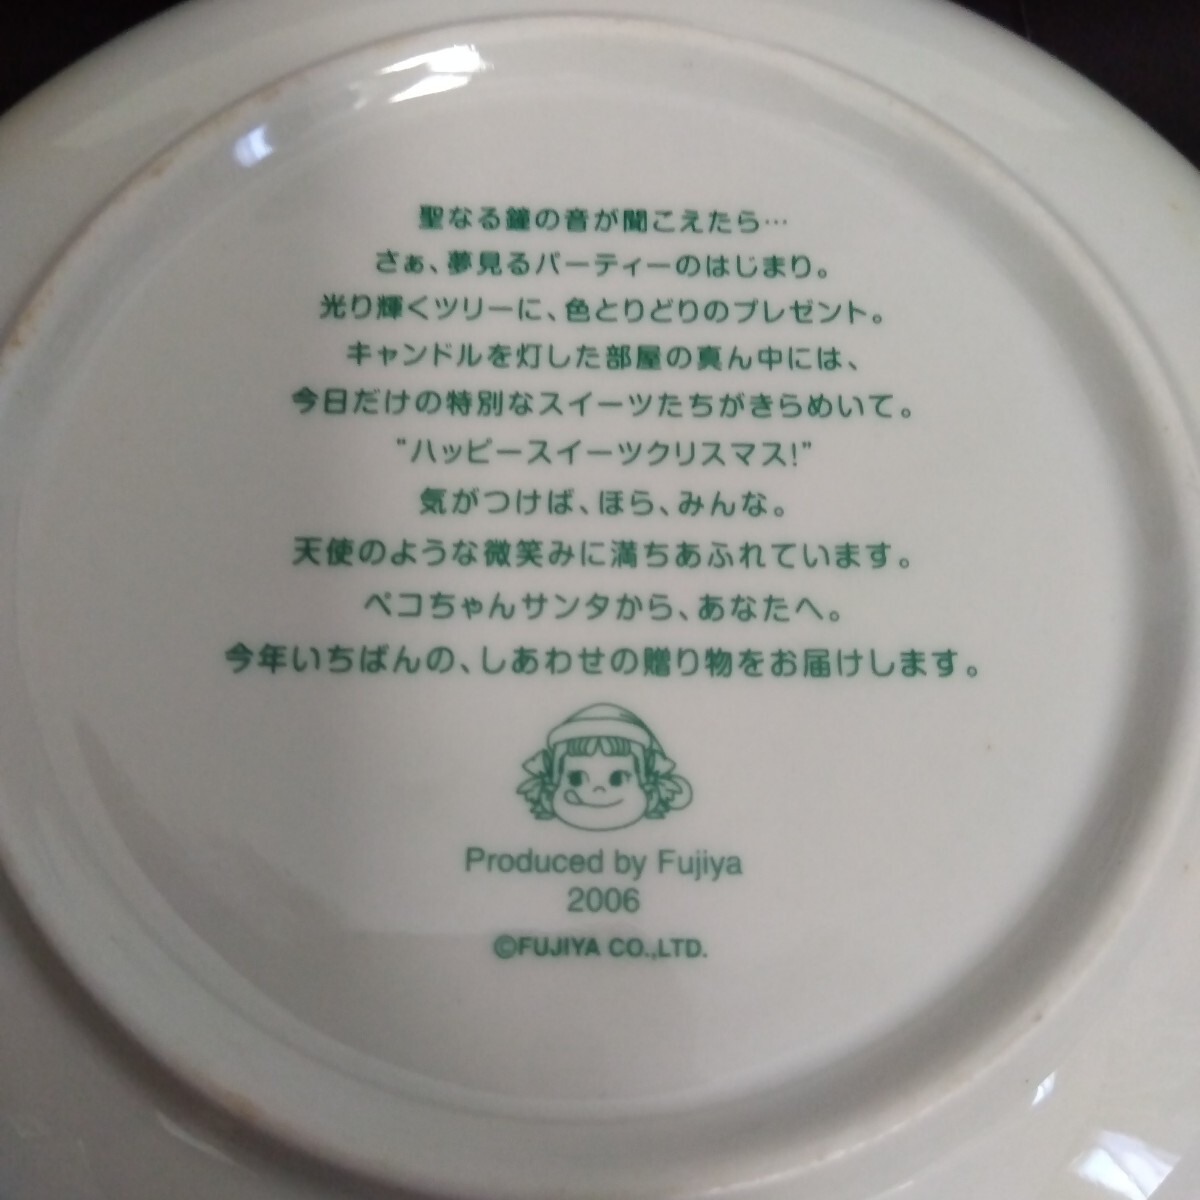 聖なる鐘の音が聞こえたら…
さぁ、夢見るパーティーのはじまり。
光り輝くツリーに、色とりどりのプレゼント。
キャンドルを灯した部屋の真ん中には、
今日だけの特別なスイーツたちがきらめいて。
"ハッピースイーツクリスマス!"
気がつけば、ほら、みんな。
天使のような微笑みに満ちあふれています。
ペコちゃんサンタから、あなたへ。
今年いちばんの、しあわせの贈り物をお届けします。
Produced by Fujiya
2006
©FUJIYA CO.,LTD.